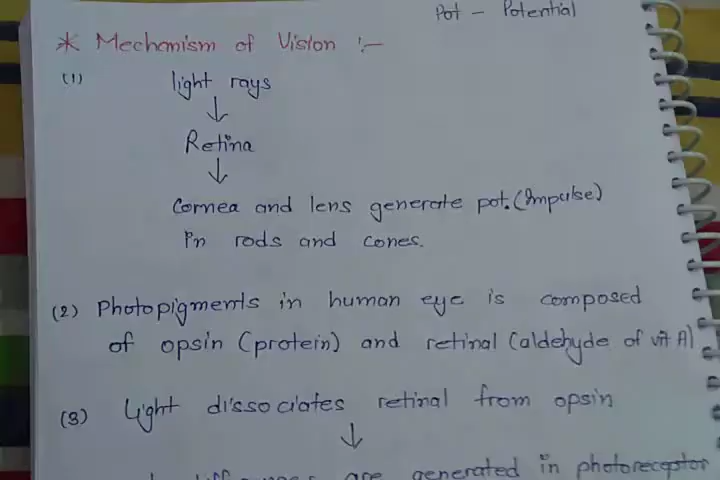 Pot - Potential
* Mechanism of Vision :-
(1) light rays
↓
Retina
↓
Cornea and lens generate pot. (Impulse)
in rods and cones.
(2) Photopigments in human eye is composed
of opsin (protein) and retinal (aldehyde of vit A)
(3) Light dissociates retinal from opsin
↓
are generated in photoreceptor